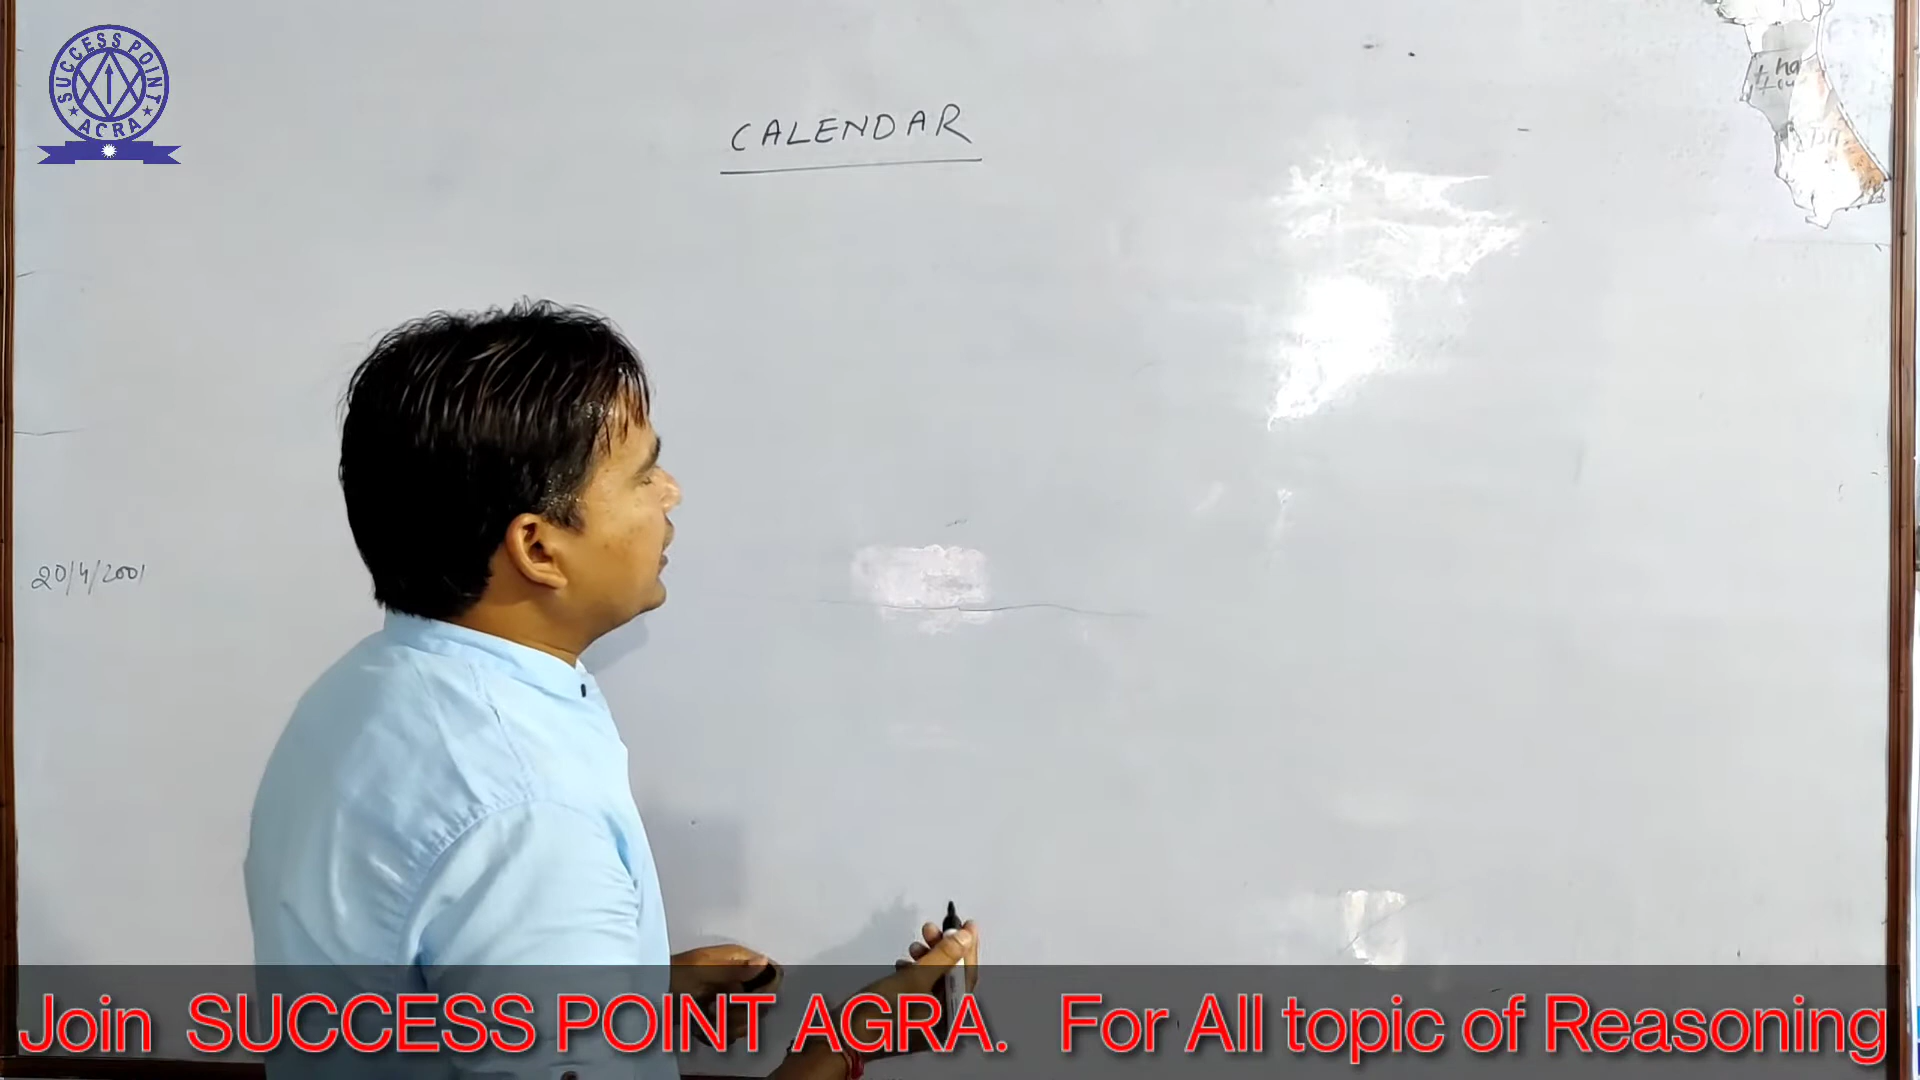 SUCCESS POINT
AGRA
CALENDAR
20/4/2001
Join SUCCESS POINT AGRA. For All topic of Reasoning